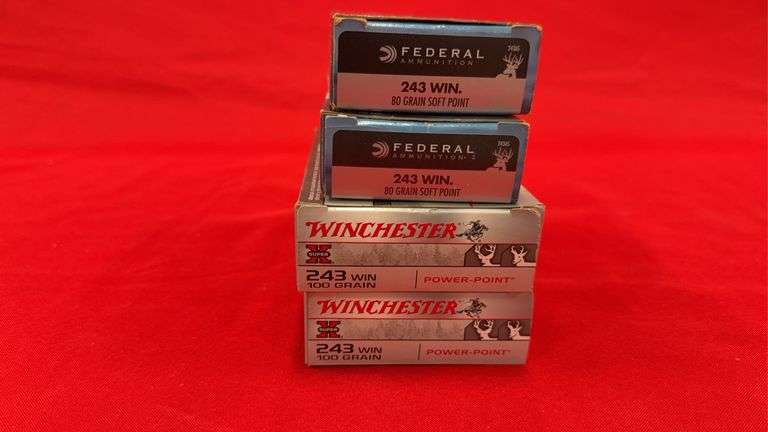 FEDERAL
AMMUNITION
243 WIN.
80 GRAIN SOFT POINT
FEDERAL
AMMUNITION
243 WIN.
80 GRAIN SOFT POINT
WINCHESTER
SUPER X
243 WIN
100 GRAIN
POWER-POINT
WINCHESTER
SUPER X
243 WIN
100 GRAIN
POWER-POINT